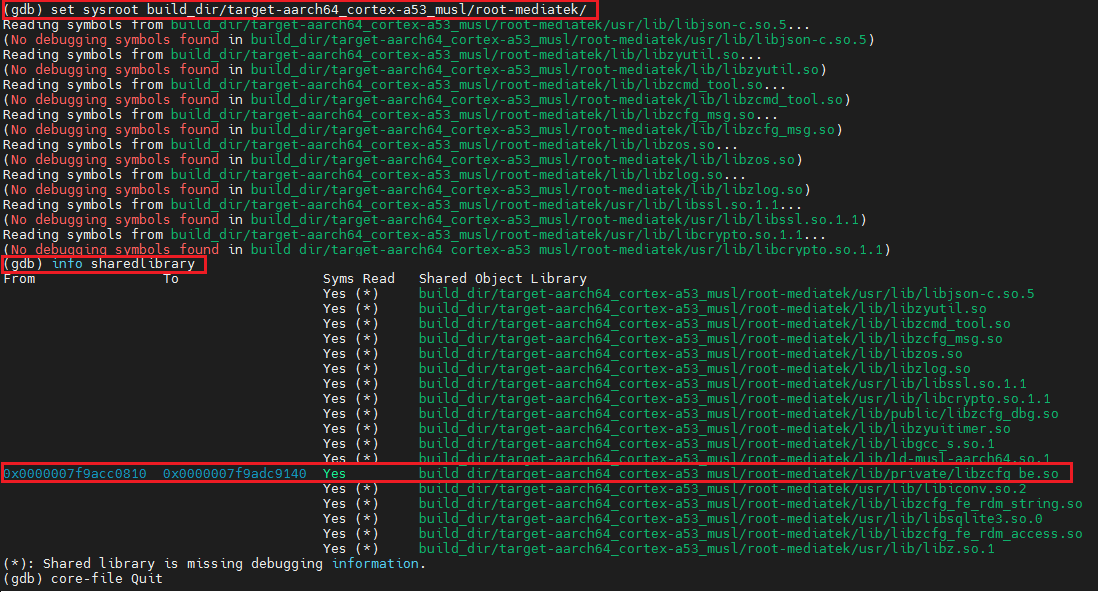 (gdb) set sysroot build_dir/target-aarch64_cortex-a53_musl/root-mediatek/
Reading symbols from build_dir/target-aarch64_cortex-a53_musl/root-mediatek/usr/lib/libjson-c.so.5...
(No debugging symbols found in build_dir/target-aarch64_cortex-a53_musl/root-mediatek/usr/lib/libjson-c.so.5)
Reading symbols from build_dir/target-aarch64_cortex-a53_musl/root-mediatek/lib/libzyutil.so...
(No debugging symbols found in build_dir/target-aarch64_cortex-a53_musl/root-mediatek/lib/libzyutil.so)
Reading symbols from build_dir/target-aarch64_cortex-a53_musl/root-mediatek/lib/libzcmd_tool.so...
(No debugging symbols found in build_dir/target-aarch64_cortex-a53_musl/root-mediatek/lib/libzcmd_tool.so)
Reading symbols from build_dir/target-aarch64_cortex-a53_musl/root-mediatek/lib/libzcfg_msg.so...
(No debugging symbols found in build_dir/target-aarch64_cortex-a53_musl/root-mediatek/lib/libzcfg_msg.so)
Reading symbols from build_dir/target-aarch64_cortex-a53_musl/root-mediatek/lib/libzos.so...
(No debugging symbols found in build_dir/target-aarch64_cortex-a53_musl/root-mediatek/lib/libzos.so)
Reading symbols from build_dir/target-aarch64_cortex-a53_musl/root-mediatek/lib/libzlog.so...
(No debugging symbols found in build_dir/target-aarch64_cortex-a53_musl/root-mediatek/lib/libzlog.so)
Reading symbols from build_dir/target-aarch64_cortex-a53_musl/root-mediatek/usr/lib/libssl.so.1.1...
(No debugging symbols found in build_dir/target-aarch64_cortex-a53_musl/root-mediatek/usr/lib/libssl.so.1.1)
Reading symbols from build_dir/target-aarch64_cortex-a53_musl/root-mediatek/usr/lib/libcrypto.so.1.1...
(No debugging symbols found in build_dir/target-aarch64_cortex-a53_musl/root-mediatek/usr/lib/libcrypto.so.1.1)
(gdb) info sharedlibrary
From To Syms Read Shared Object Library
Yes (*) build_dir/target-aarch64_cortex-a53_musl/root-mediatek/usr/lib/libjson-c.so.5
Yes (*) build_dir/target-aarch64_cortex-a53_musl/root-mediatek/lib/libzyutil.so
Yes (*) build_dir/target-aarch64_cortex-a53_musl/root-mediatek/lib/libzcmd_tool.so
Yes (*) build_dir/target-aarch64_cortex-a53_musl/root-mediatek/lib/libzcfg_msg.so
Yes (*) build_dir/target-aarch64_cortex-a53_musl/root-mediatek/lib/libzos.so
Yes (*) build_dir/target-aarch64_cortex-a53_musl/root-mediatek/lib/libzlog.so
Yes (*) build_dir/target-aarch64_cortex-a53_musl/root-mediatek/usr/lib/libssl.so.1.1
Yes (*) build_dir/target-aarch64_cortex-a53_musl/root-mediatek/usr/lib/libcrypto.so.1.1
Yes (*) build_dir/target-aarch64_cortex-a53_musl/root-mediatek/lib/public/libzcfg_dbg.so
Yes (*) build_dir/target-aarch64_cortex-a53_musl/root-mediatek/lib/libzyuitimer.so
Yes (*) build_dir/target-aarch64_cortex-a53_musl/root-mediatek/lib/libgcc_s.so.1
Yes (*) build_dir/target-aarch64_cortex-a53_musl/root-mediatek/lib/ld-musl-aarch64.so.1
0x0000007f9acc0810 0x0000007f9adc9140 Yes build_dir/target-aarch64_cortex-a53_musl/root-mediatek/lib/private/libzcfg_be.so
Yes (*) build_dir/target-aarch64_cortex-a53_musl/root-mediatek/usr/lib/libiconv.so.2
Yes (*) build_dir/target-aarch64_cortex-a53_musl/root-mediatek/lib/libzcfg_fe_rdm_string.so
Yes (*) build_dir/target-aarch64_cortex-a53_musl/root-mediatek/usr/lib/libsqlite3.so.0
Yes (*) build_dir/target-aarch64_cortex-a53_musl/root-mediatek/lib/libzcfg_fe_rdm_access.so
Yes (*) build_dir/target-aarch64_cortex-a53_musl/root-mediatek/usr/lib/libz.so.1
(*): Shared library is missing debugging information.
(gdb) core-file Quit